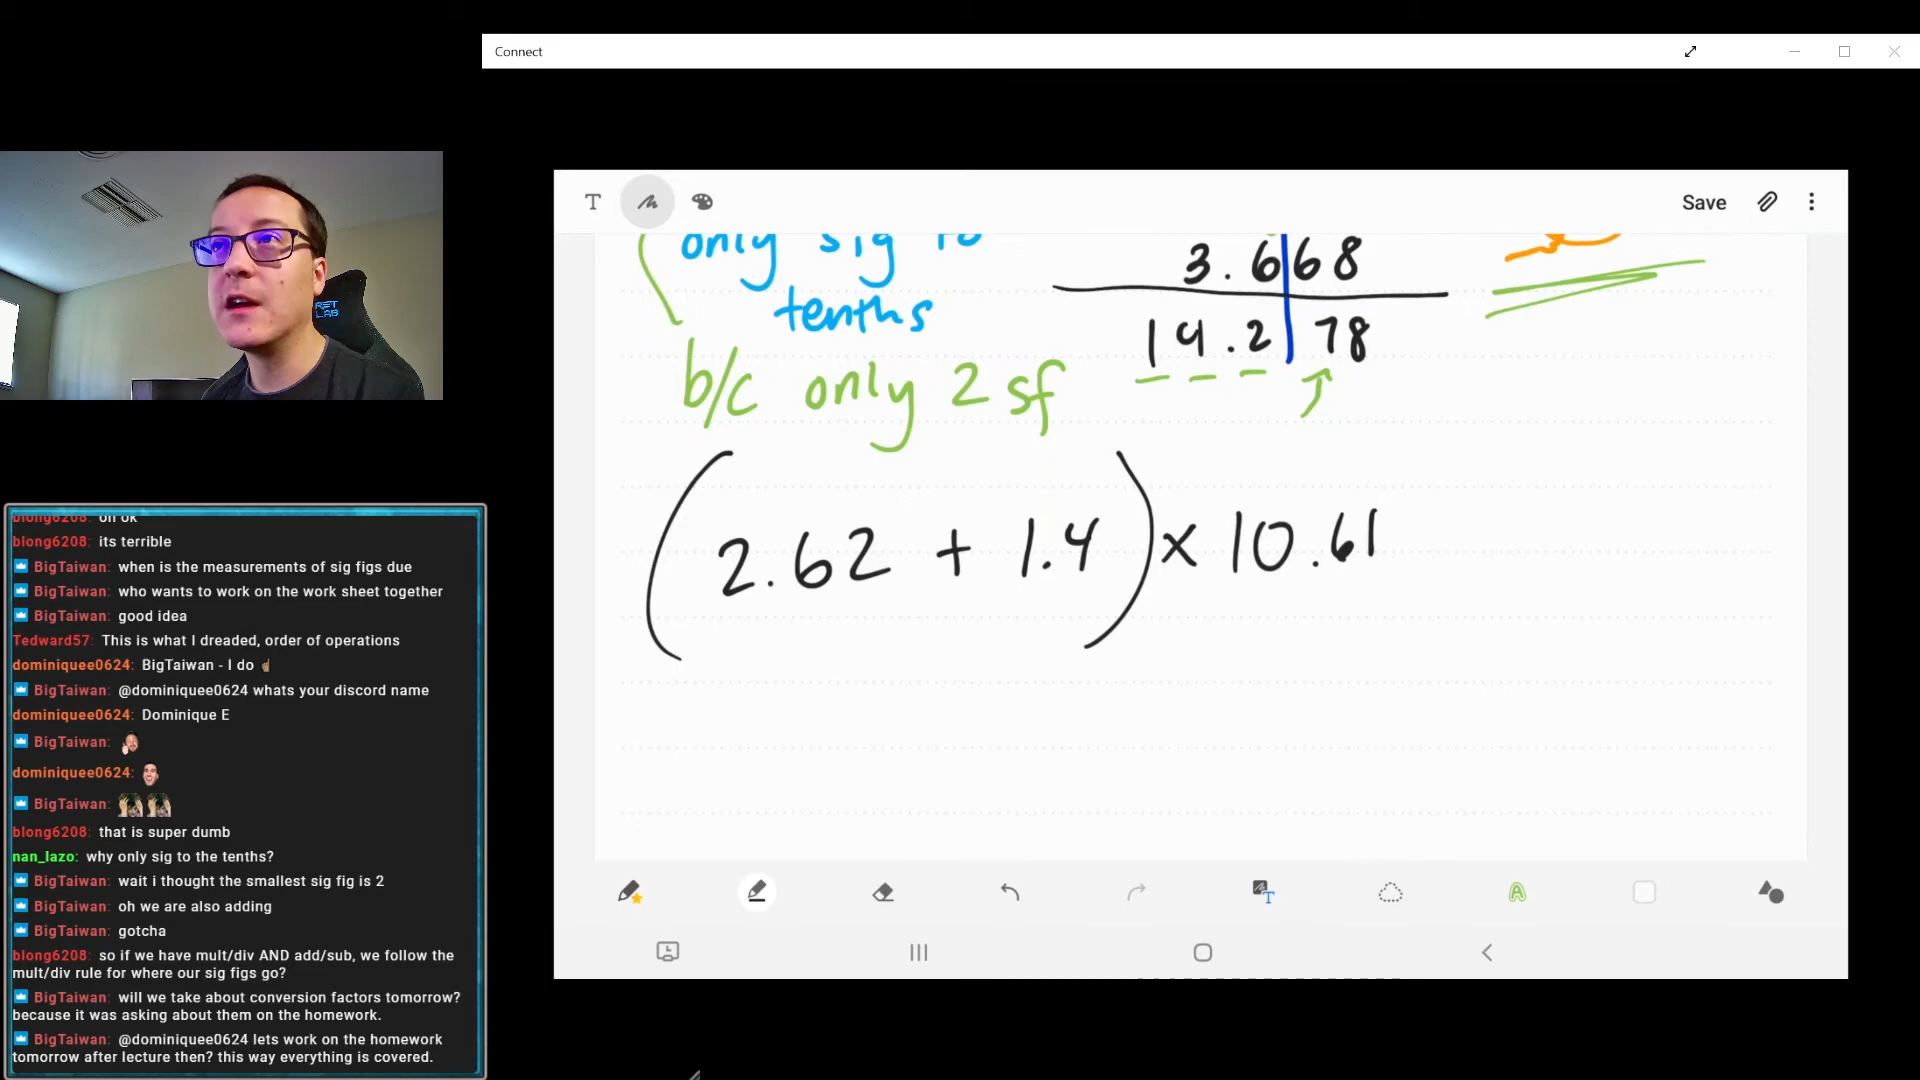 Connect
T
Save
only sig to
tenths
b/c only 2 sf
3.668
14.278
(2.62 + 1.4) x 10.61
RET
LAB
blong6208: oh ok
blong6208: its terrible
BigTaiwan: when is the measurements of sig figs due
BigTaiwan: who wants to work on the work sheet together
BigTaiwan: good idea
Tedward57: This is what I dreaded, order of operations
dominiquee0624: BigTaiwan - I do
BigTaiwan: @dominiquee0624 whats your discord name
dominiquee0624: Dominique E
BigTaiwan:
dominiquee0624:
BigTaiwan:
blong6208: that is super dumb
nan_lazo: why only sig to the tenths?
BigTaiwan: wait i thought the smallest sig fig is 2
BigTaiwan: oh we are also adding
BigTaiwan: gotcha
blong6208: so if we have mult/div AND add/sub, we follow the
mult/div rule for where our sig figs go?
BigTaiwan: will we take about conversion factors tomorrow?
because it was asking about them on the homework.
BigTaiwan: @dominiquee0624 lets work on the homework
tomorrow after lecture then? this way everything is covered.